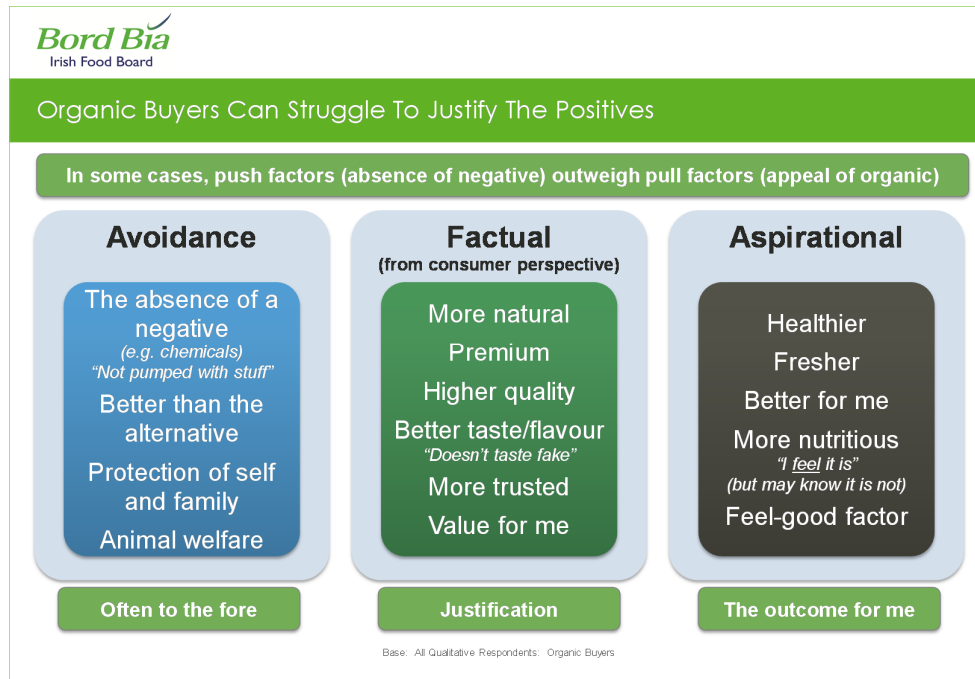 Bord Bia
Irish Food Board
Organic Buyers Can Struggle To Justify The Positives
In some cases, push factors (absence of negative) outweigh pull factors (appeal of organic)
Avoidance
The absence of a
negative
(e.g. chemicals)
“Not pumped with stuff”
Better than the
alternative
Protection of self
and family
Animal welfare
Often to the fore
Factual
(from consumer perspective)
More natural
Premium
Higher quality
Better taste/flavour
“Doesn’t taste fake”
More trusted
Value for me
Justification
Aspirational
Healthier
Fresher
Better for me
More nutritious
“I feel it is”
(but may know it is not)
Feel-good factor
The outcome for me
Base: All Qualitative Respondents: Organic Buyers